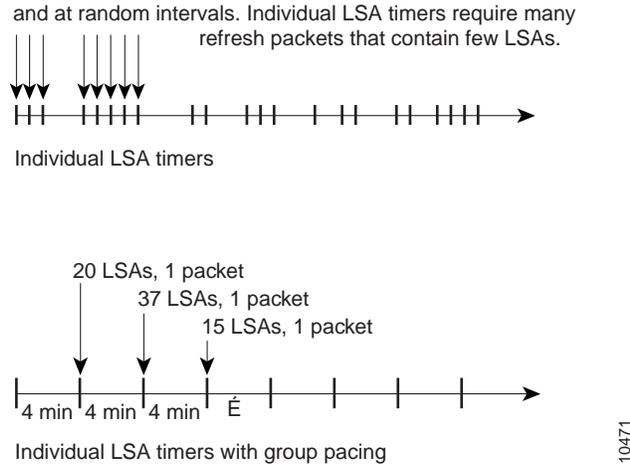 and at random intervals. Individual LSA timers require many
refresh packets that contain few LSAs.
Individual LSA timers
20 LSAs, 1 packet
37 LSAs, 1 packet
15 LSAs, 1 packet
4 min 4 min 4 min É
Individual LSA timers with group pacing
10471